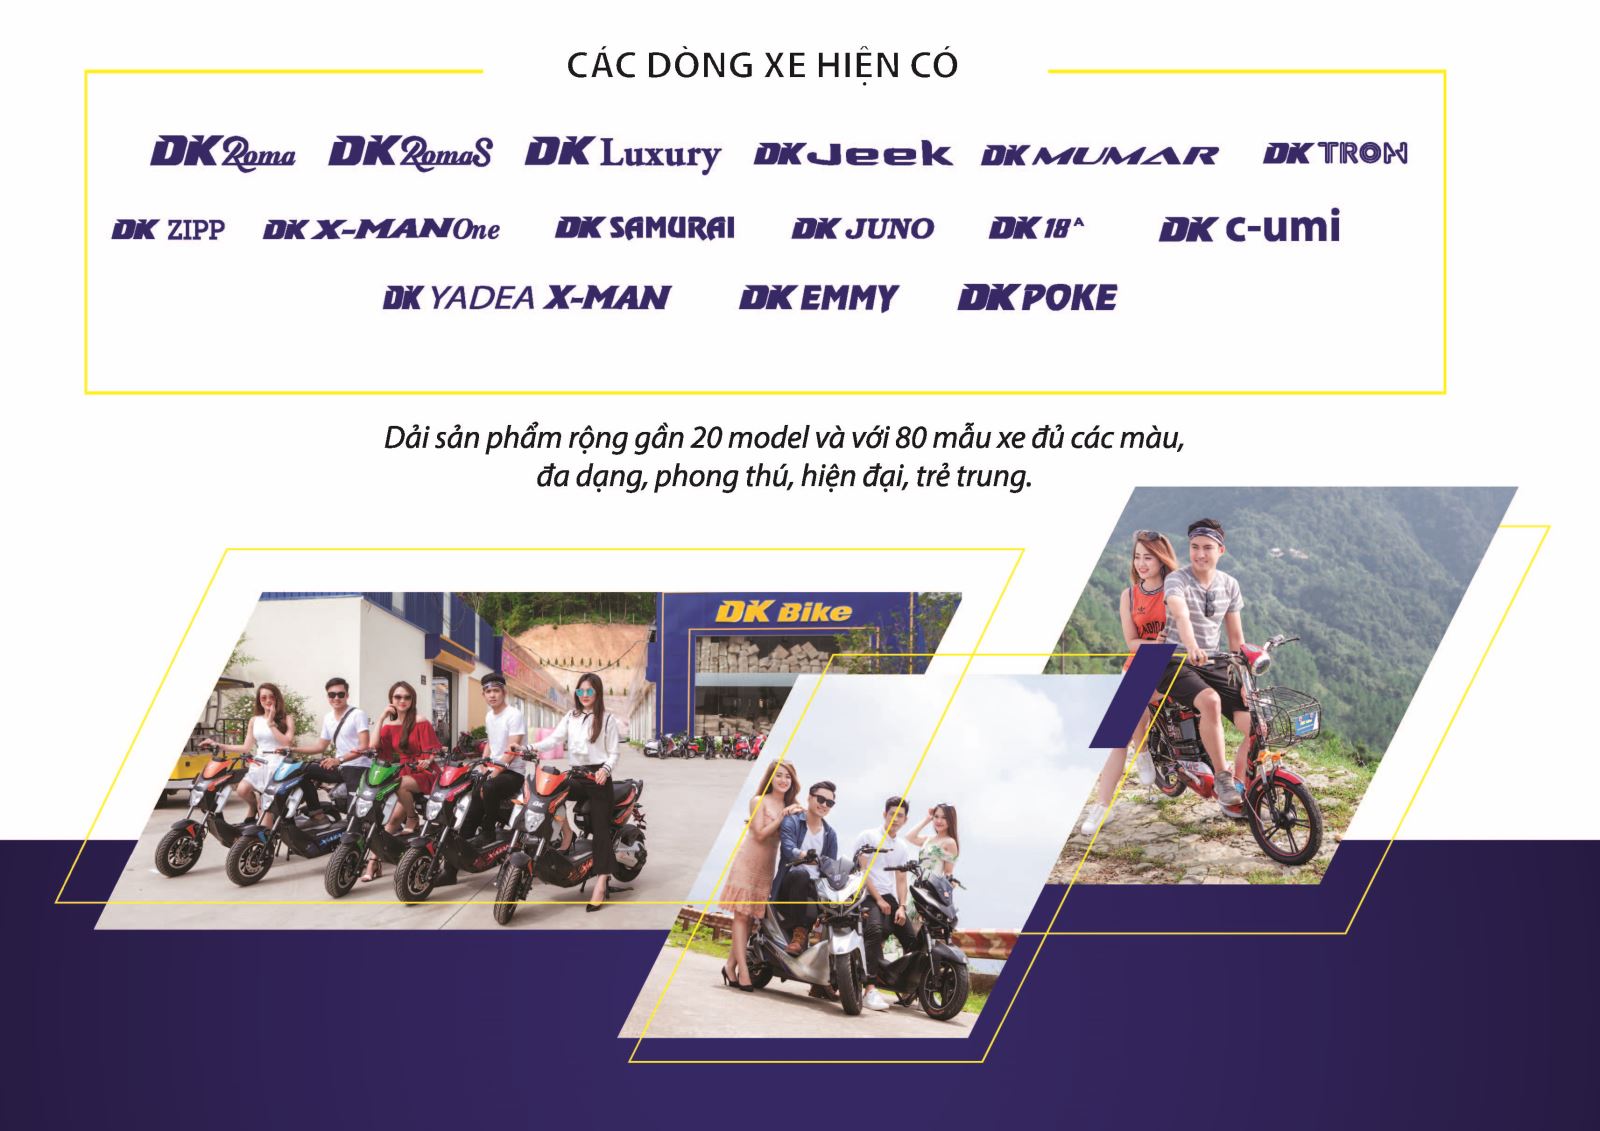 CÁC DÒNG XE HIỆN CÓ
DK Roma DK RomaS DK Luxury DK Jeek DK MUMAR DK TRON
DK ZIPP DK X-MAN One DK SAMURAI DK JUNO DK 18A DK c-umi
DK YADEA X-MAN DK EMMY DK POKE
Dải sản phẩm rộng gần 20 model và với 80 mẫu xe đủ các màu,
đa dạng, phong thú, hiện đại, trẻ trung.
DK Bike